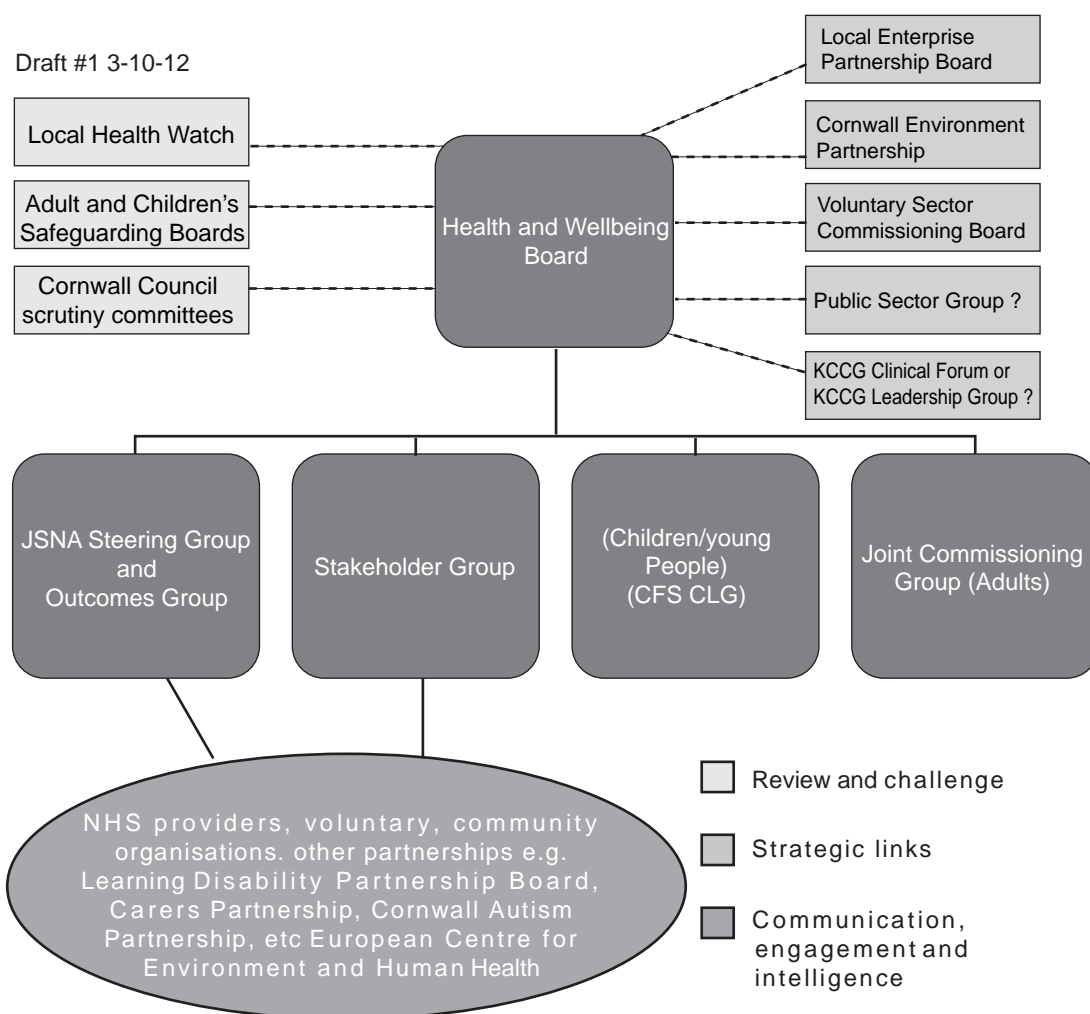 Draft #1 3-10-12
Local Health Watch
Adult and Children's
Safeguarding Boards
Cornwall Council
scrutiny committees
Health and Wellbeing
Board
Local Enterprise
Partnership Board
Cornwall Environment
Partnership
Voluntary Sector
Commissioning Board
Public Sector Group ?
KCCG Clinical Forum or
KCCG Leadership Group ?
JSNA Steering Group
and
Outcomes Group
Stakeholder Group
(Children/young
People)
(CFS CLG)
Joint Commissioning
Group (Adults)
NHS providers, voluntary, community
organisations. other partnerships e.g.
Learning Disability Partnership Board,
Carers Partnership, Cornwall Autism
Partnership, etc European Centre for
Environment and Human Health
Review and challenge
Strategic links
Communication,
engagement and
intelligence